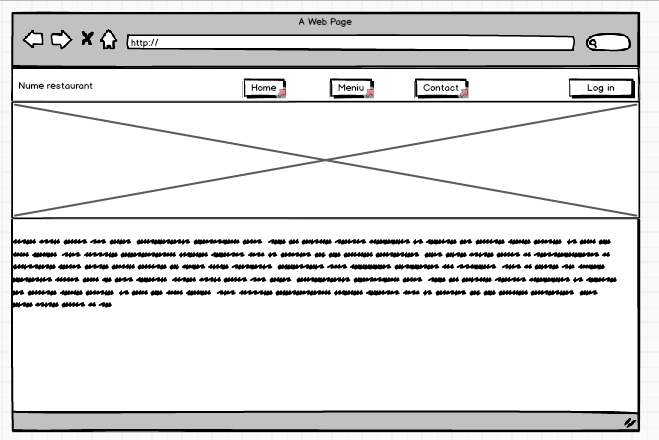 A Web Page
http://
Nume restaurant Home Meniu Contact Log in